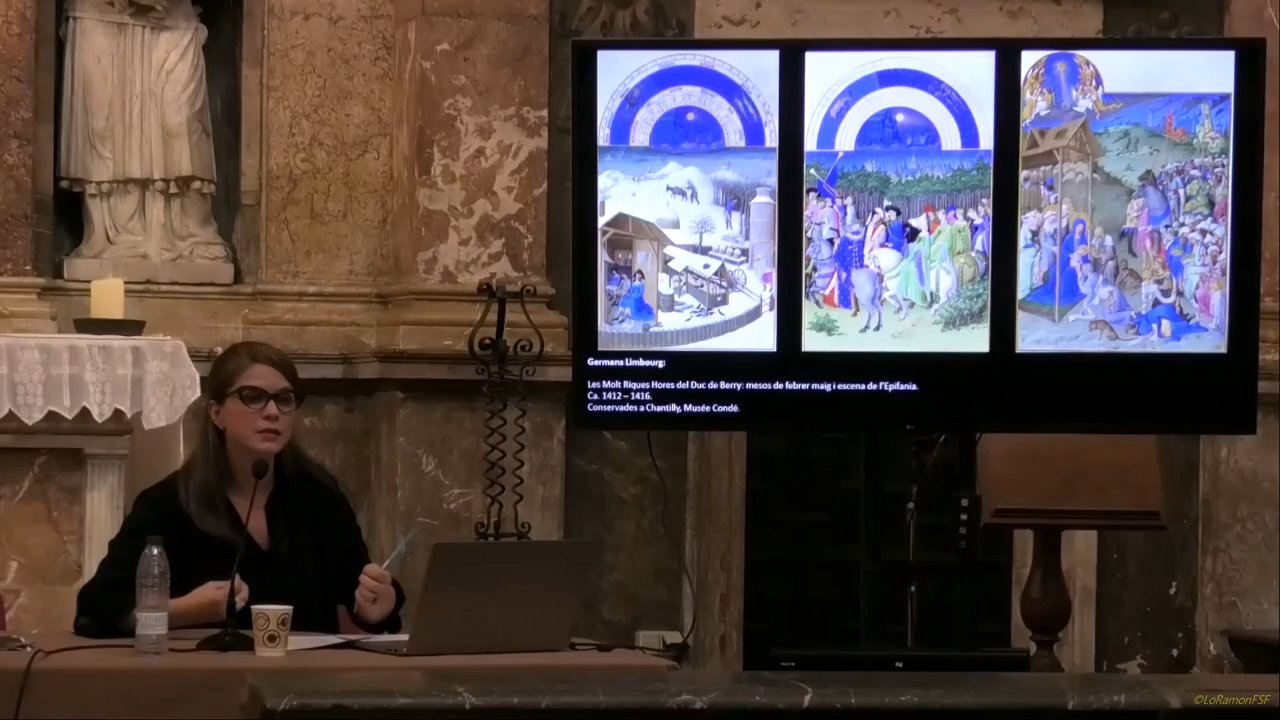 Germans Limbourg:
Les Molt Riques Hores del Duc de Berry: mesos de febrer maig i escena de l'Epifania.
Ca. 1412 – 1416.
Conservades a Chantilly, Musée Condé.
©LoRamonFSF